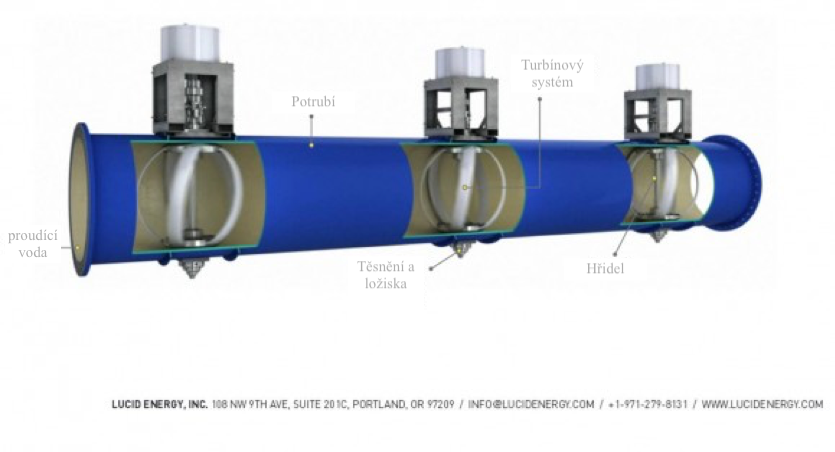 Turbínový
systém
Potrubí
proudící
voda
Těsnění a
ložiska
Hřídel
LUCID ENERGY, INC. 108 NW 9TH AVE, SUITE 201C, PORTLAND, OR 97209 / INFO@LUCIDENERGY.COM / +1-971-279-8131 / WWW.LUCIDENERGY.COM